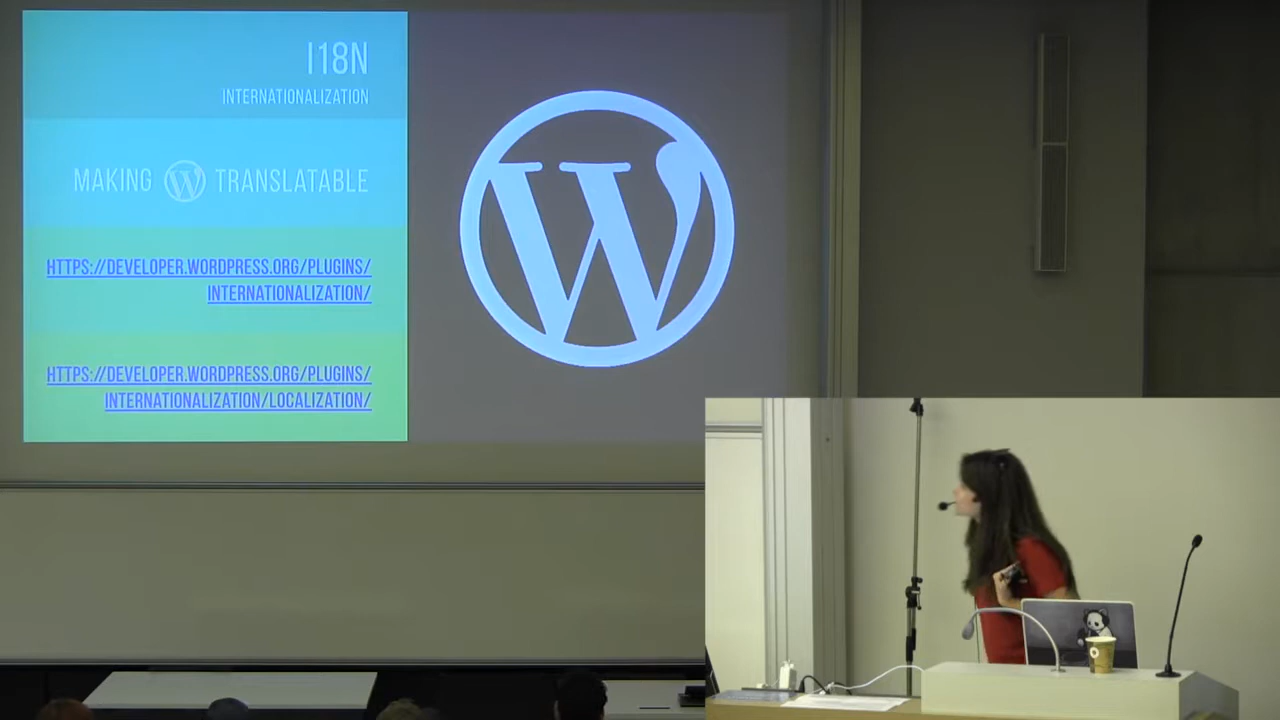 I18N
INTERNATIONALIZATION
MAKING TRANSLATABLE
HTTPS://DEVELOPER.WORDPRESS.ORG/PLUGINS/
INTERNATIONALIZATION/
HTTPS://DEVELOPER.WORDPRESS.ORG/PLUGINS/
INTERNATIONALIZATION/LOCALIZATION/